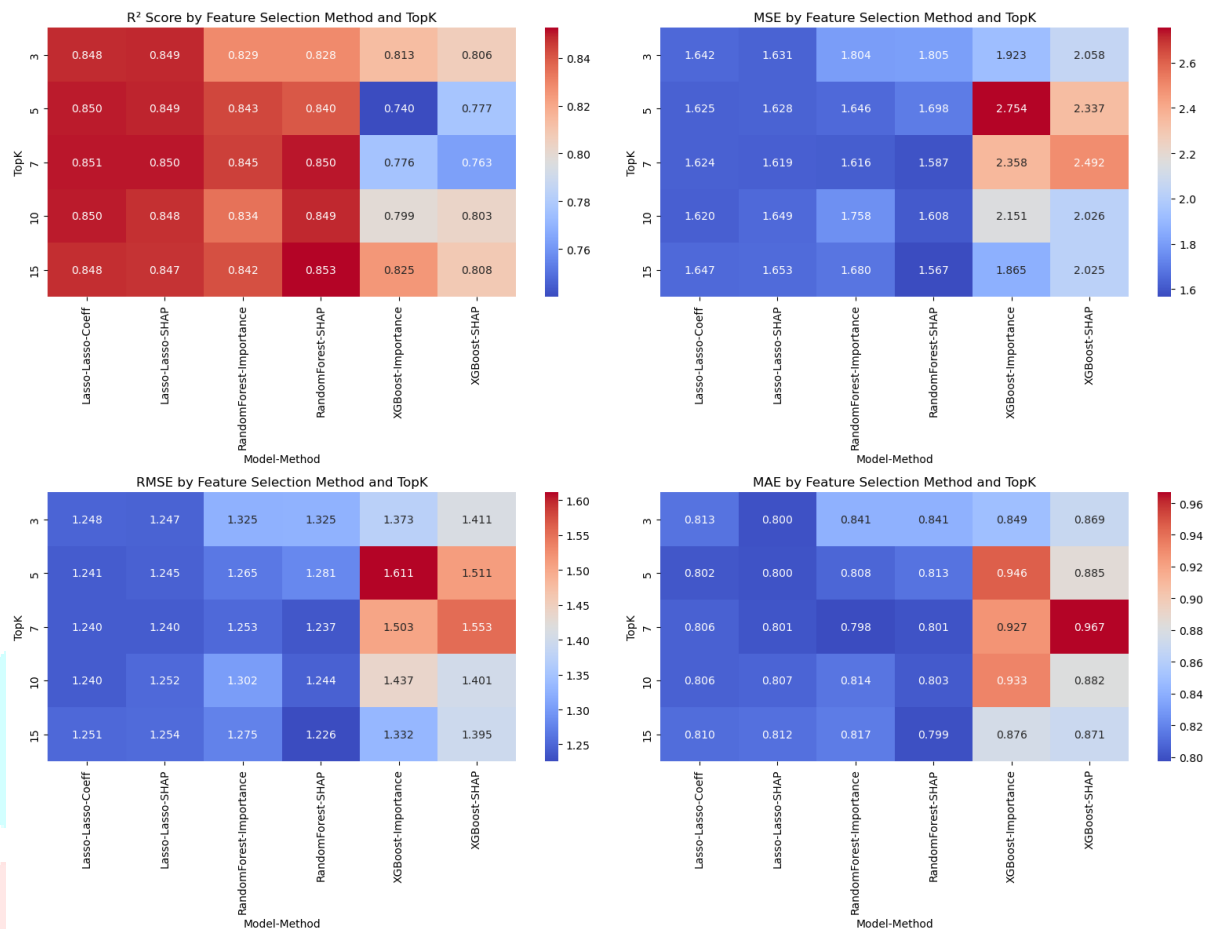 R² Score by Feature Selection Method and TopK
TopK
3 0.848 0.849 0.829 0.828 0.813 0.806
5 0.850 0.849 0.843 0.840 0.740 0.777
7 0.851 0.850 0.845 0.850 0.776 0.763
10 0.850 0.848 0.834 0.849 0.799 0.803
15 0.848 0.847 0.842 0.853 0.825 0.808
0.84
0.82
0.80
0.78
0.76
Lasso-Lasso-Coeff
Lasso-Lasso-SHAP
RandomForest-Importance
RandomForest-SHAP
XGBoost-Importance
XGBoost-SHAP
Model-Method
MSE by Feature Selection Method and TopK
TopK
3 1.642 1.631 1.804 1.805 1.923 2.058
5 1.625 1.628 1.646 1.698 2.754 2.337
7 1.624 1.619 1.616 1.587 2.358 2.492
10 1.620 1.649 1.758 1.608 2.151 2.026
15 1.647 1.653 1.680 1.567 1.865 2.025
2.6
2.4
2.2
2.0
1.8
1.6
Lasso-Lasso-Coeff
Lasso-Lasso-SHAP
RandomForest-Importance
RandomForest-SHAP
XGBoost-Importance
XGBoost-SHAP
Model-Method
RMSE by Feature Selection Method and TopK
TopK
3 1.248 1.247 1.325 1.325 1.373 1.411
5 1.241 1.245 1.265 1.281 1.611 1.511
7 1.240 1.240 1.253 1.237 1.503 1.553
10 1.240 1.252 1.302 1.244 1.437 1.401
15 1.251 1.254 1.275 1.226 1.332 1.395
1.60
1.55
1.50
1.45
1.40
1.35
1.30
1.25
Lasso-Lasso-Coeff
Lasso-Lasso-SHAP
RandomForest-Importance
RandomForest-SHAP
XGBoost-Importance
XGBoost-SHAP
Model-Method
MAE by Feature Selection Method and TopK
TopK
3 0.813 0.800 0.841 0.841 0.849 0.869
5 0.802 0.800 0.808 0.813 0.946 0.885
7 0.806 0.801 0.798 0.801 0.927 0.967
10 0.806 0.807 0.814 0.803 0.933 0.882
15 0.810 0.812 0.817 0.799 0.876 0.871
0.96
0.94
0.92
0.90
0.88
0.86
0.84
0.82
0.80
Lasso-Lasso-Coeff
Lasso-Lasso-SHAP
RandomForest-Importance
RandomForest-SHAP
XGBoost-Importance
XGBoost-SHAP
Model-Method